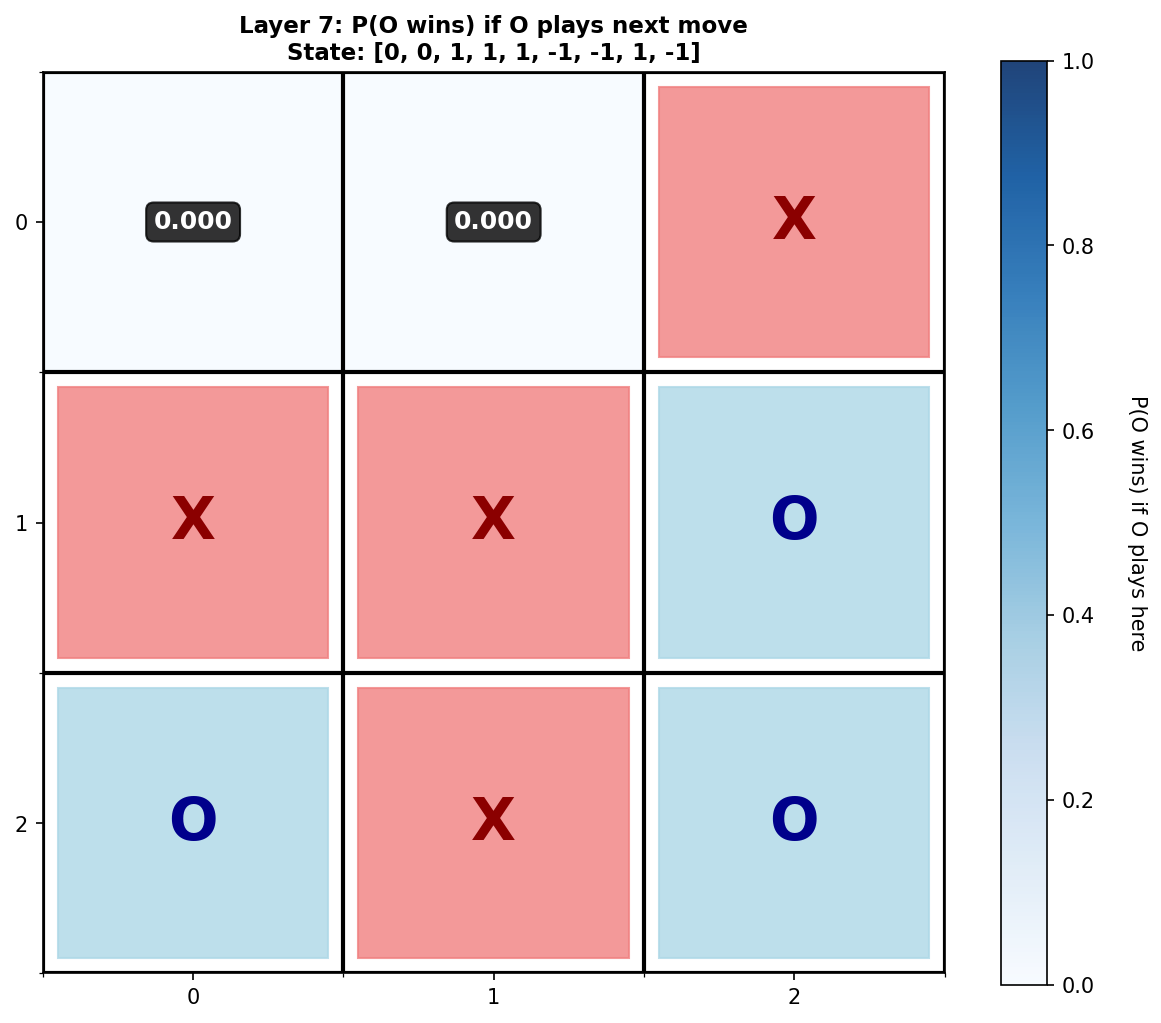 Layer 7: P(O wins) if O plays next move
State: [0, 0, 1, 1, 1, -1, -1, 1, -1]
0
0.000
0.000
X
1
X
X
O
2
O
X
O
0
1
2
1.0
0.8
0.6
0.4
0.2
0.0
P(O wins) if O plays here